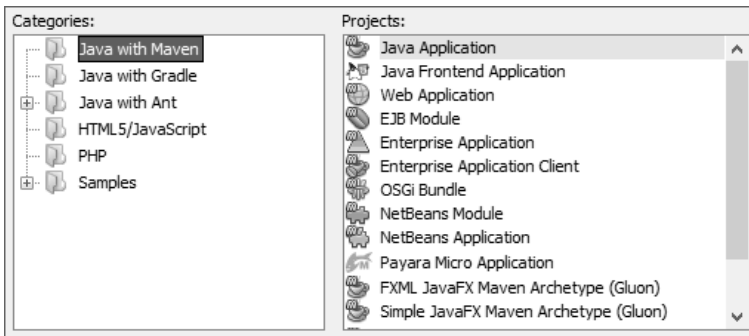 Categories:
Java with Maven
Java with Gradle
Java with Ant
HTML5/JavaScript
PHP
Samples
Projects:
Java Application
Java Frontend Application
Web Application
EJB Module
Enterprise Application
Enterprise Application Client
OSGi Bundle
NetBeans Module
NetBeans Application
Payara Micro Application
FXML JavaFX Maven Archetype (Gluon)
Simple JavaFX Maven Archetype (Gluon)